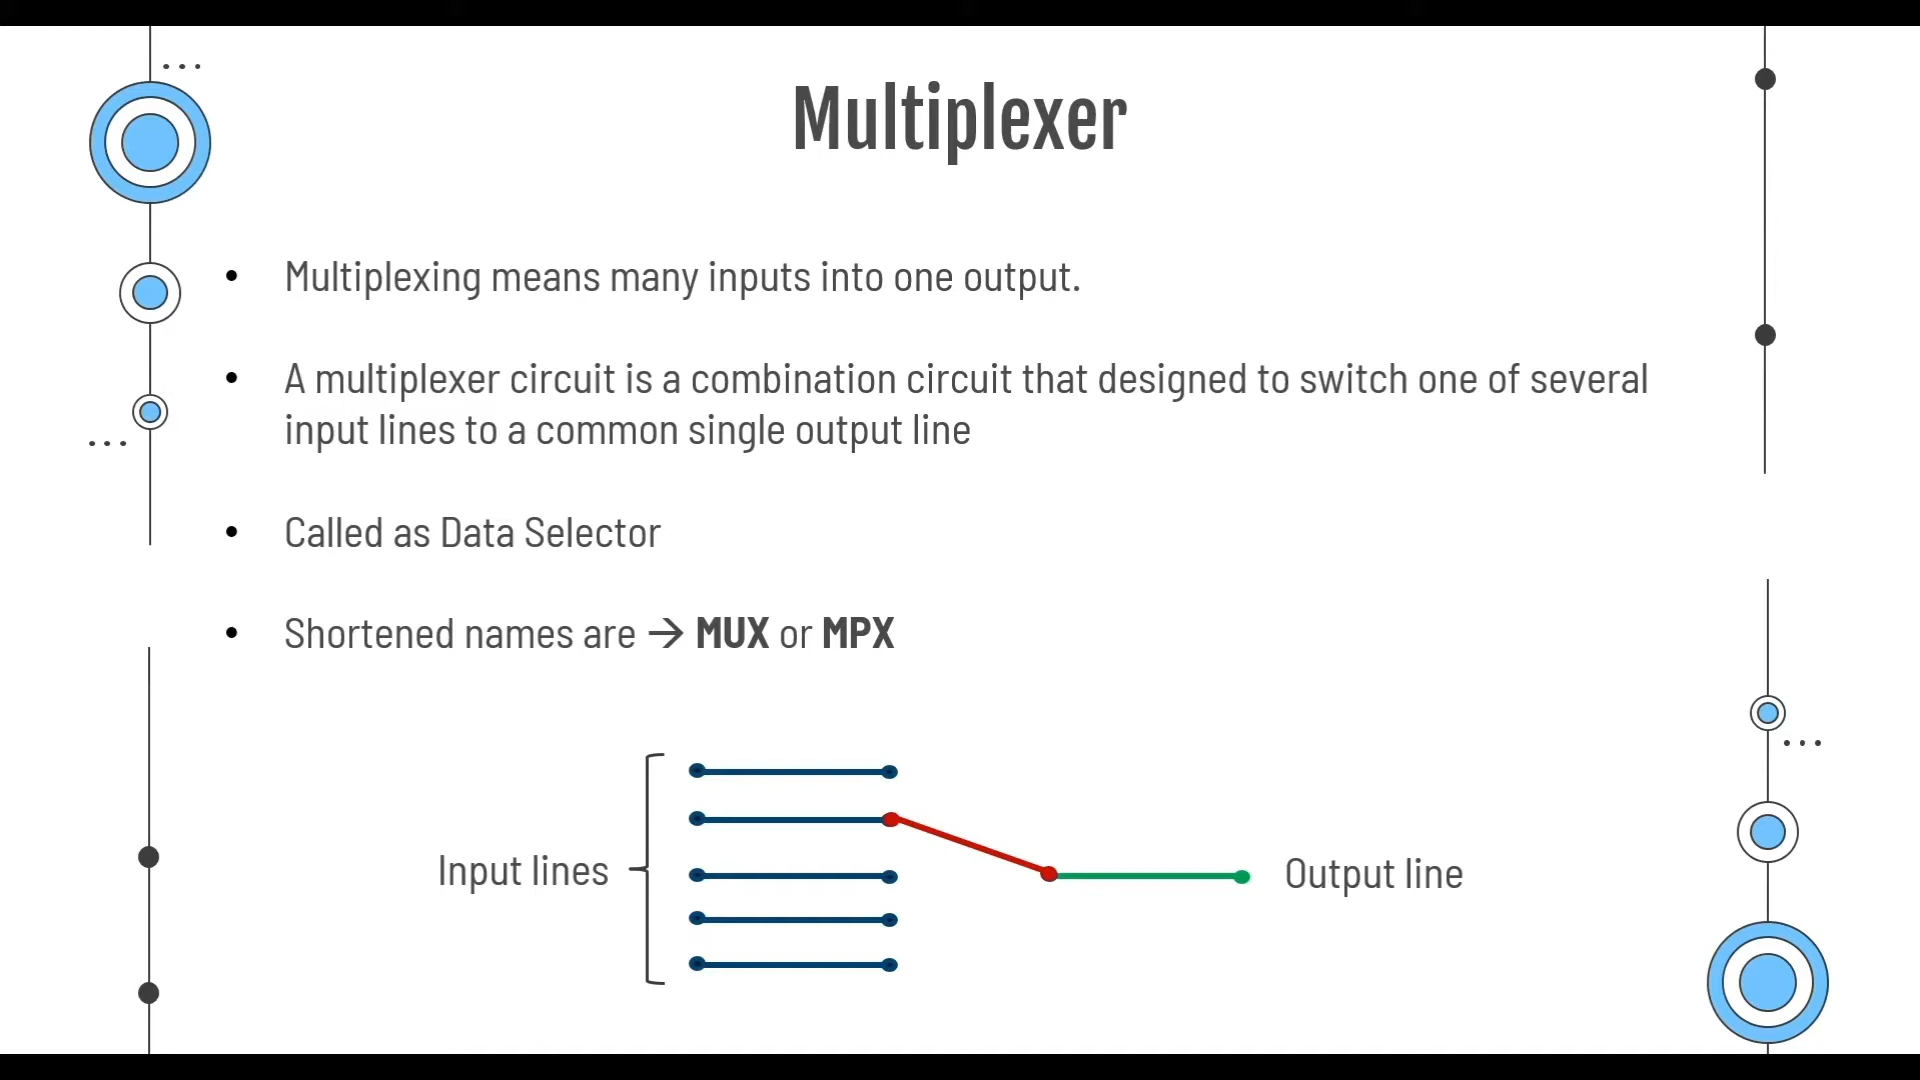 Multiplexer
• Multiplexing means many inputs into one output.
• A multiplexer circuit is a combination circuit that designed to switch one of several
input lines to a common single output line
• Called as Data Selector
• Shortened names are → MUX or MPX
Input lines
Output line